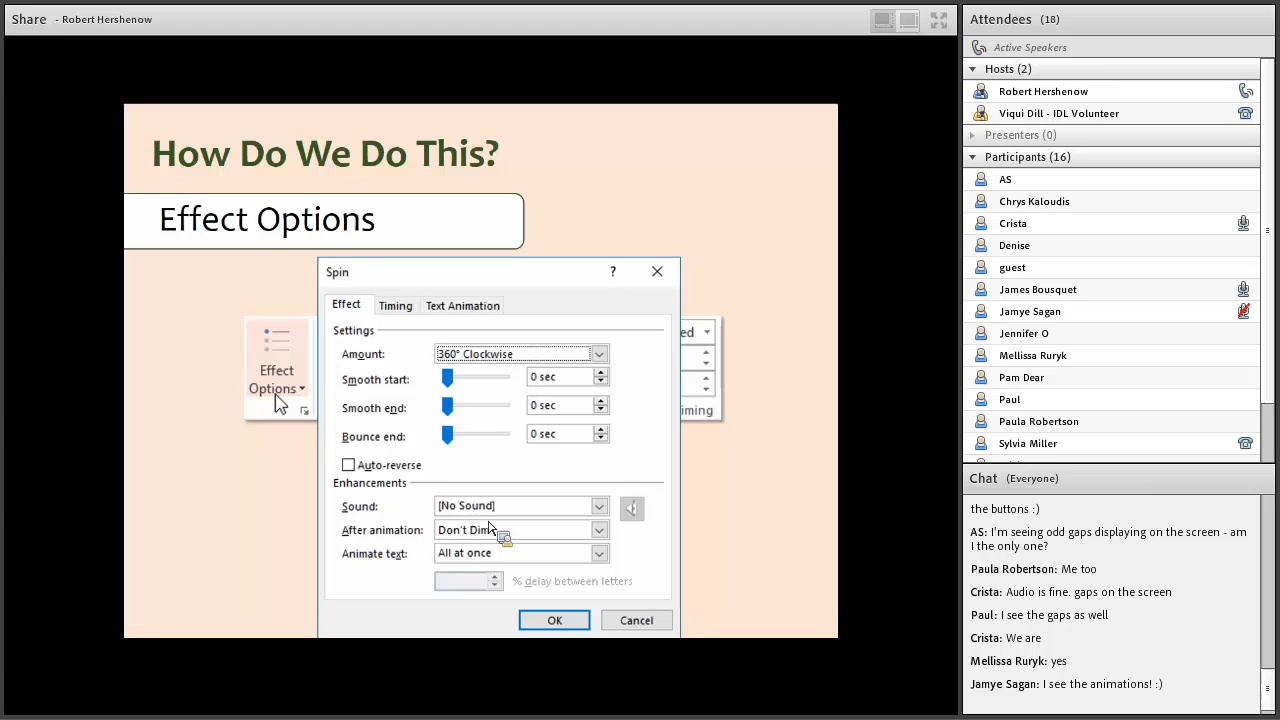 Share - Robert Hershenow
How Do We Do This?
Effect Options
Effect
Options
Spin
?
Effect Timing Text Animation
Settings
Amount: 360° Clockwise
Smooth start: 0 sec
Smooth end: 0 sec
Bounce end: 0 sec
Auto-reverse
Enhancements
Sound: [No Sound]
After animation: Don't Dim
Animate text: All at once
% delay between letters
OK Cancel
ed
iming
Attendees (18)
Active Speakers
Hosts (2)
Robert Hershenow
Viqui Dill - IDL Volunteer
Presenters (0)
Participants (16)
AS
Chrys Kaloudis
Crista
Denise
guest
James Bousquet
Jamye Sagan
Jennifer O
Mellissa Ruryk
Pam Dear
Paul
Paula Robertson
Sylvia Miller
Chat (Everyone)
the buttons :)
AS: I'm seeing odd gaps displaying on the screen - am
I the only one?
Paula Robertson: Me too
Crista: Audio is fine. gaps on the screen
Paul: I see the gaps as well
Crista: We are
Mellissa Ruryk: yes
Jamye Sagan: I see the animations! :)